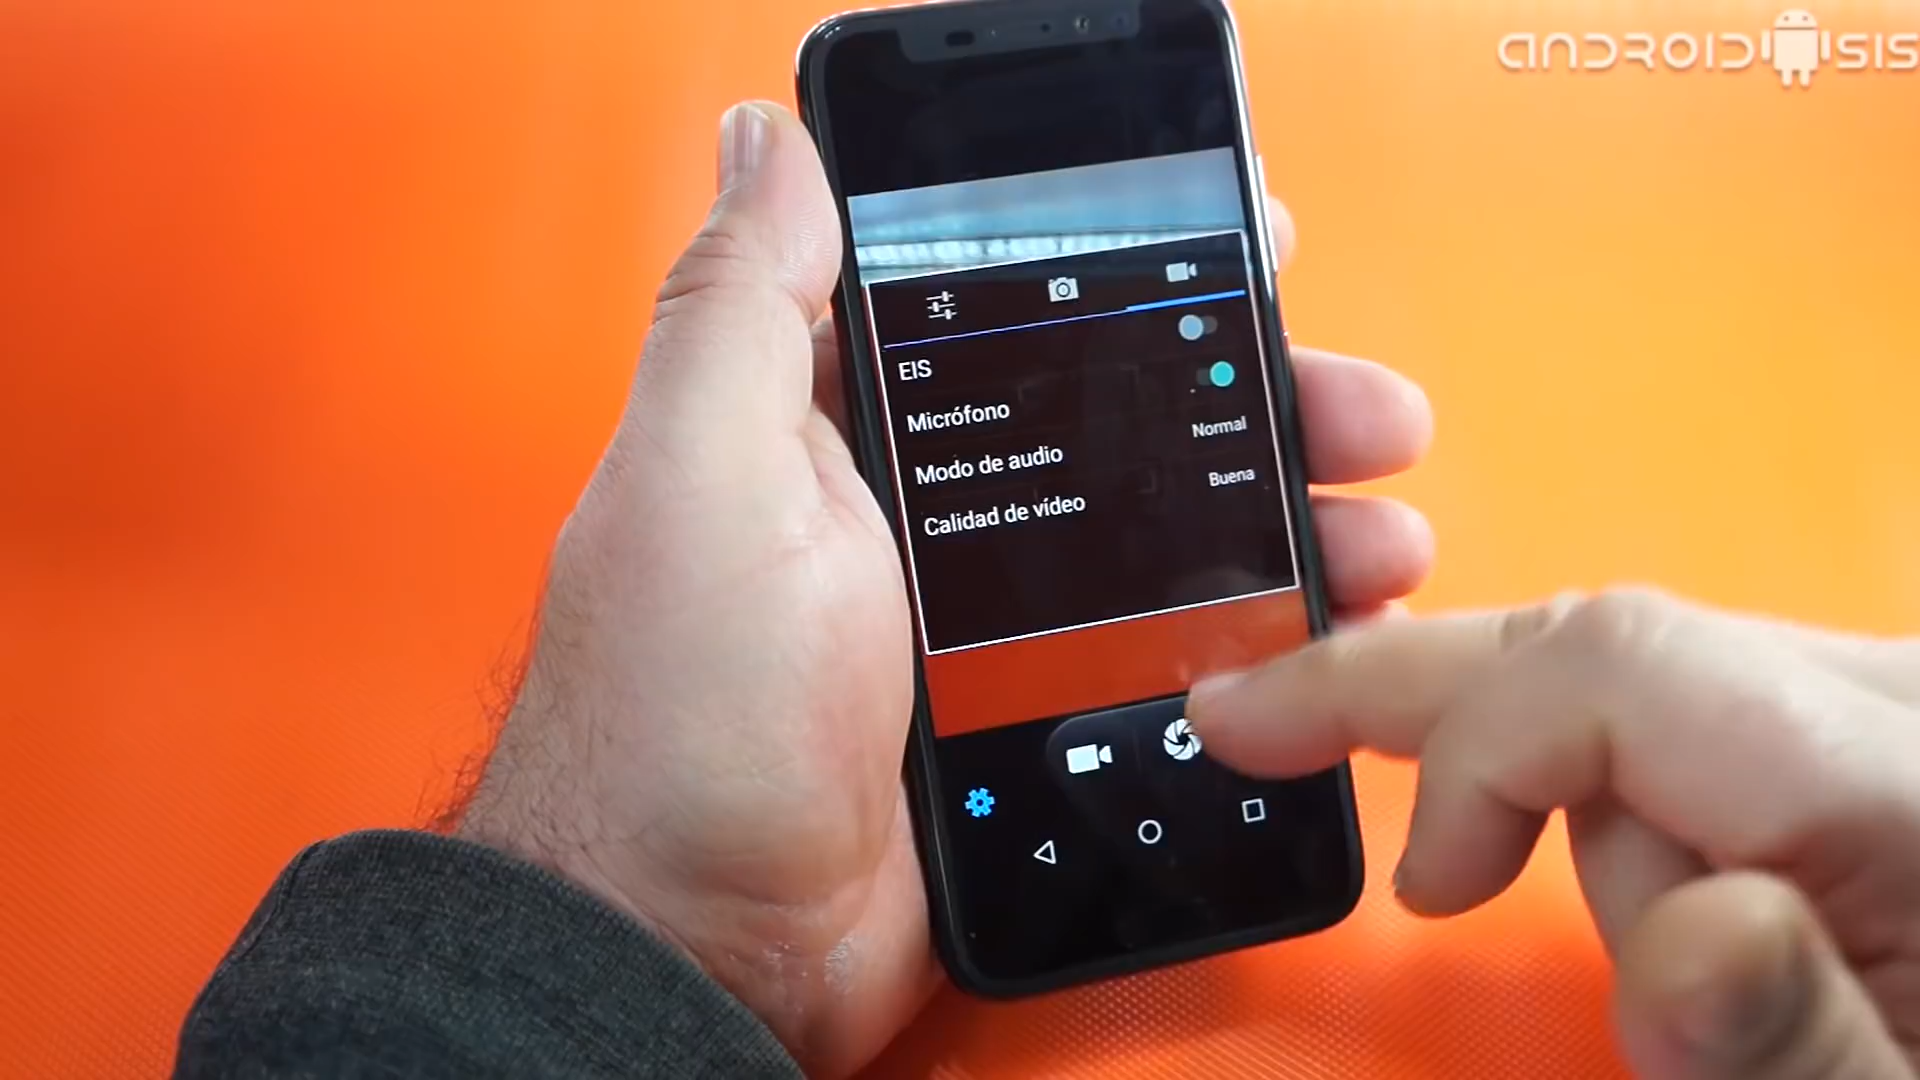 ANDROIDSIS
EIS
Micrófono
Modo de audio Normal
Calidad de vídeo Buena